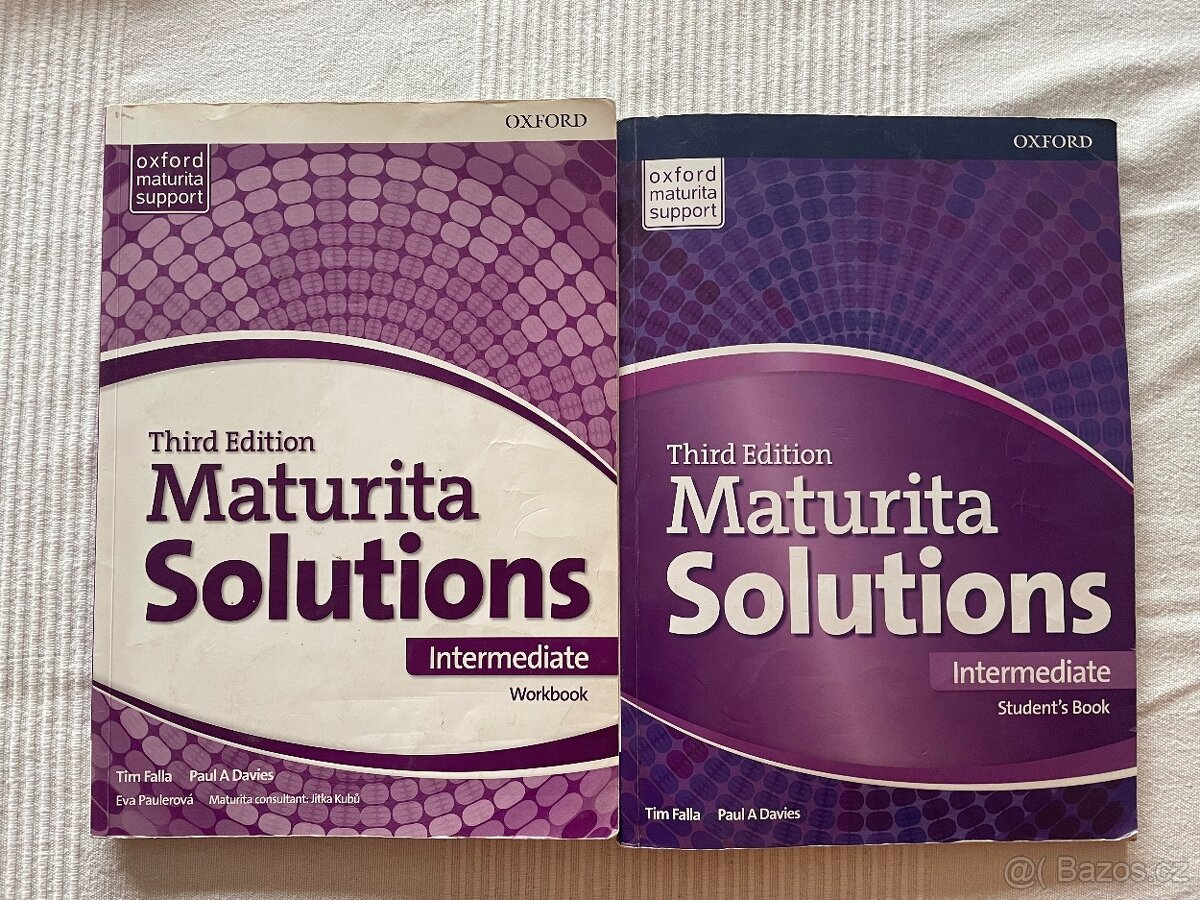 OXFORD
oxford
maturita
support
Third Edition
Maturita
Solutions
Intermediate
Workbook
Tim Falla Paul A Davies
Eva Paulerová Maturita consultant: Jitka Kubů
OXFORD
oxford
maturita
support
Third Edition
Maturita
Solutions
Intermediate
Student's Book
Tim Falla Paul A Davies
@( Bazos.cz